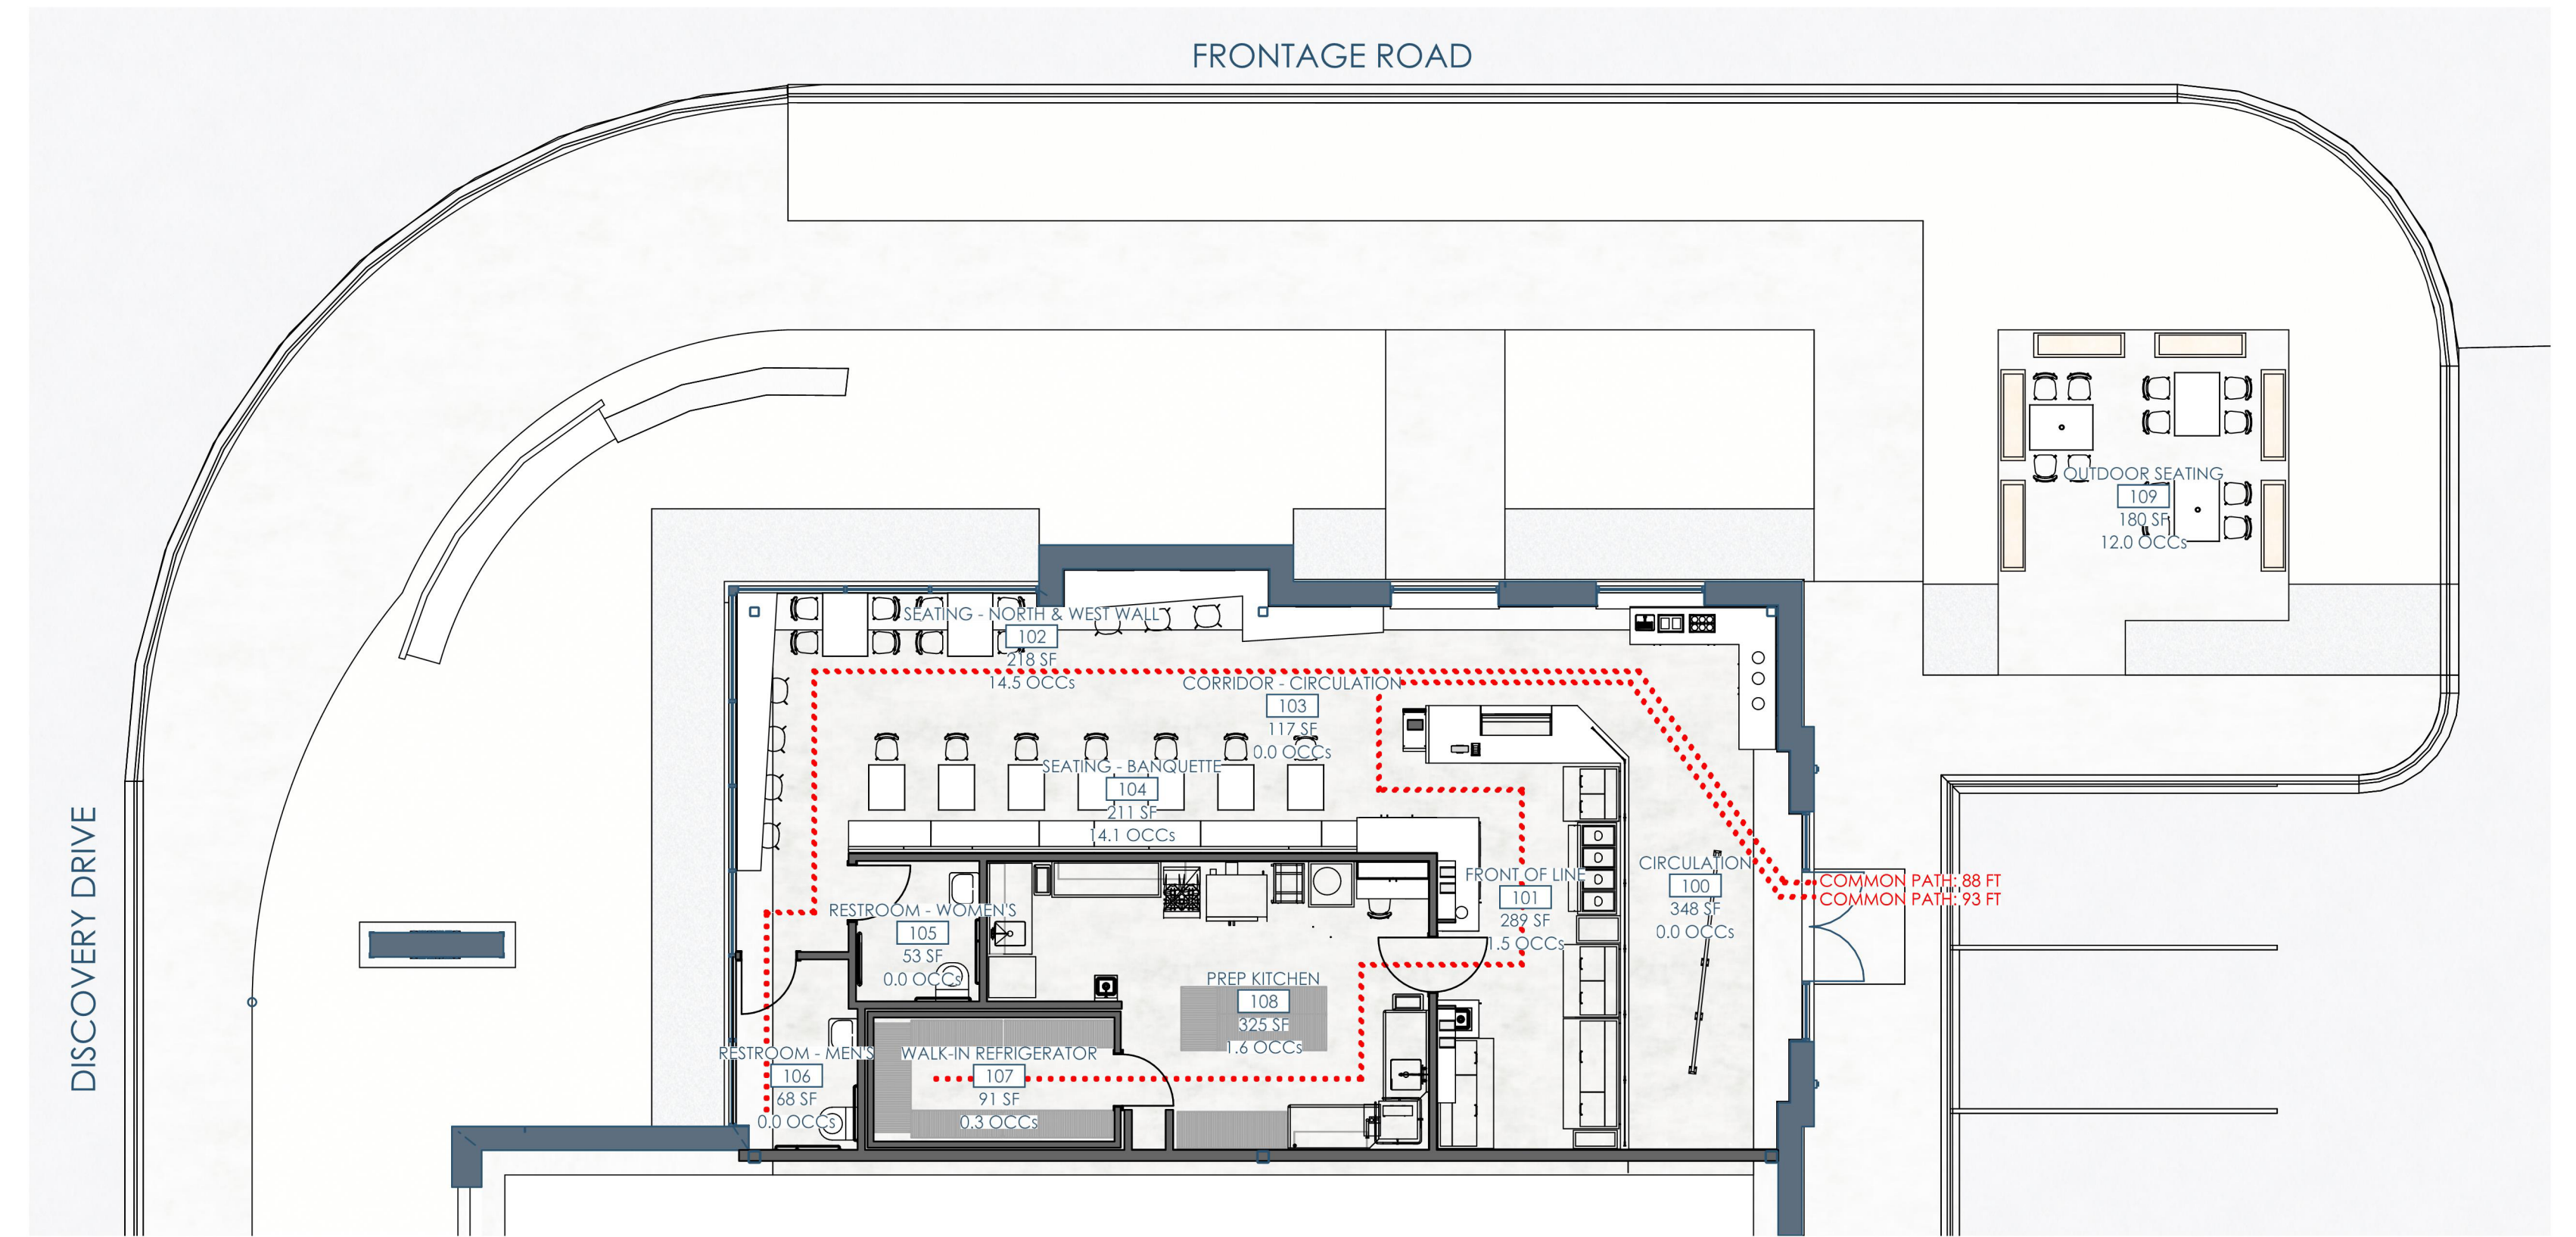 FRONTAGE ROAD
DISCOVERY DRIVE
OUTDOOR SEATING
109
180 SF
12.0 OCCs
SEATING - NORTH & WEST WALL
102
218 SF
14.5 OCCs
CORRIDOR - CIRCULATION
103
117 SF
0.0 OCCs
SEATING - BANQUETTE
104
211 SF
14.1 OCCs
FRONT OF LINE
101
289 SF
1.5 OCCs
CIRCULATION
100
348 SF
0.0 OCCs
COMMON PATH: 88 FT
COMMON PATH: 93 FT
RESTROOM - WOMEN'S
105
53 SF
0.0 OCCs
PREP KITCHEN
108
325 SF
1.6 OCCs
RESTROOM - MEN'S
106
68 SF
0.0 OCCs
WALK-IN REFRIGERATOR
107
91 SF
0.3 OCCs